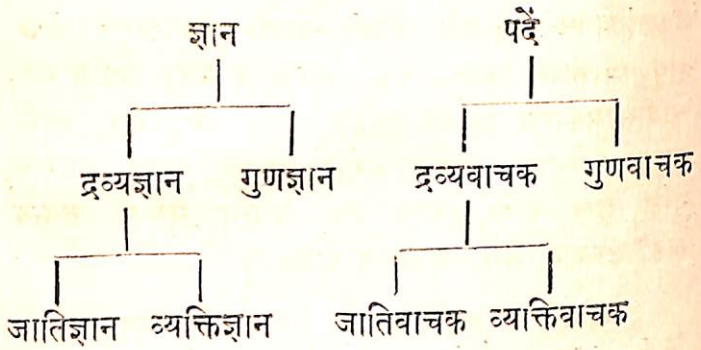 ज्ञान पदें
द्रव्यज्ञान गुणज्ञान द्रव्यवाचक गुणवाचक
जातिज्ञान व्यक्तिज्ञान जातिवाचक व्यक्तिवाचक